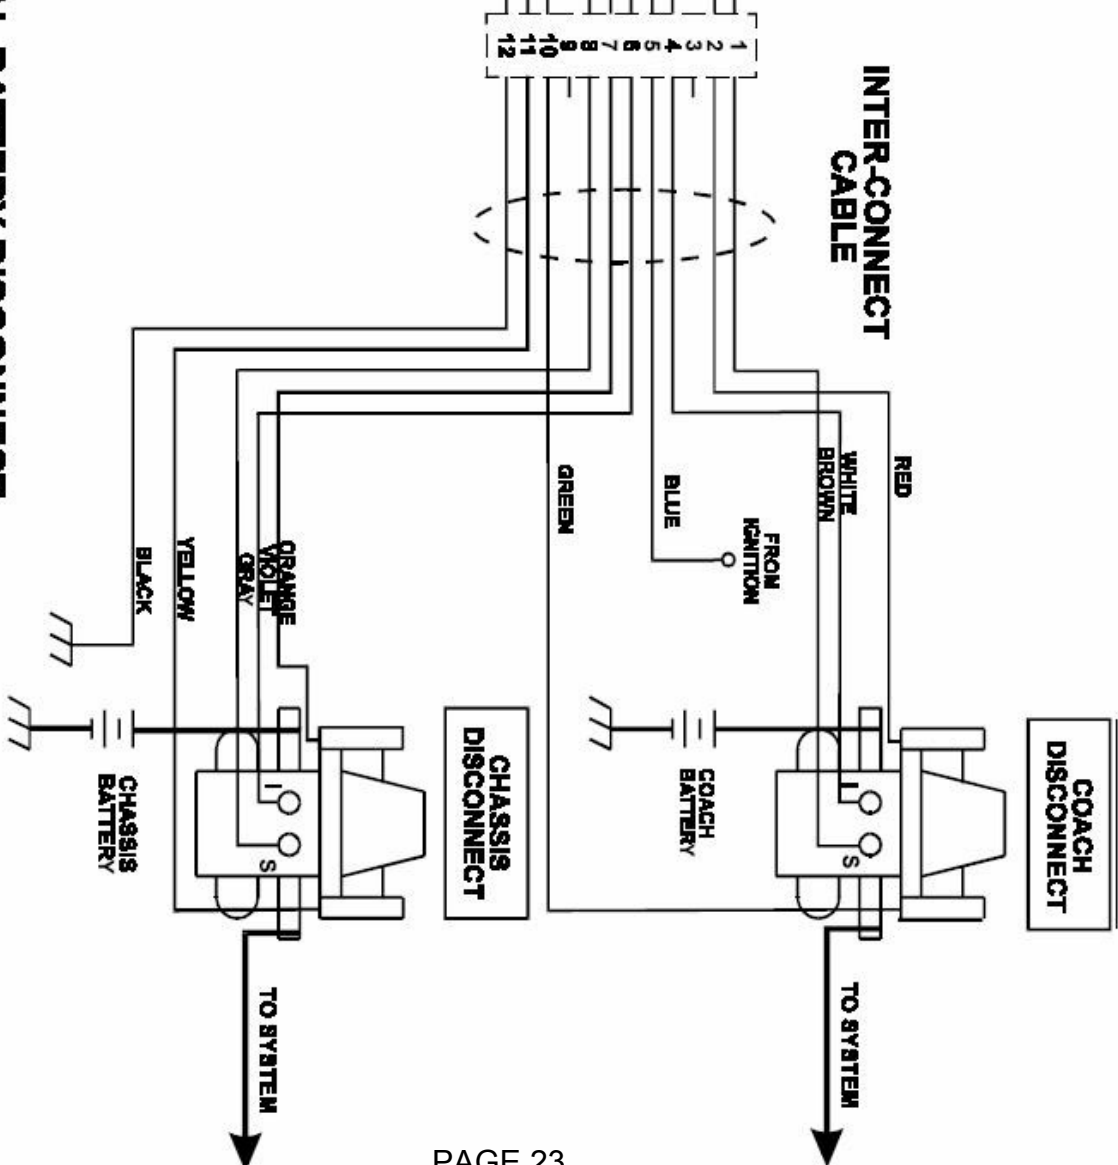 INTER-CONNECT
CABLE
1
2
3
4
5
6
7
8
9
10
11
12
RED
WHITE
BROWN
FROM
IGNITION
BLUE
GREEN
ORANGE
VIOLET
GRAY
YELLOW
BLACK
COACH
DISCONNECT
I
S
COACH
BATTERY
TO SYSTEM
CHASSIS
DISCONNECT
I
S
CHASSIS
BATTERY
TO SYSTEM
BATTERY DISCONNECT
PAGE 23